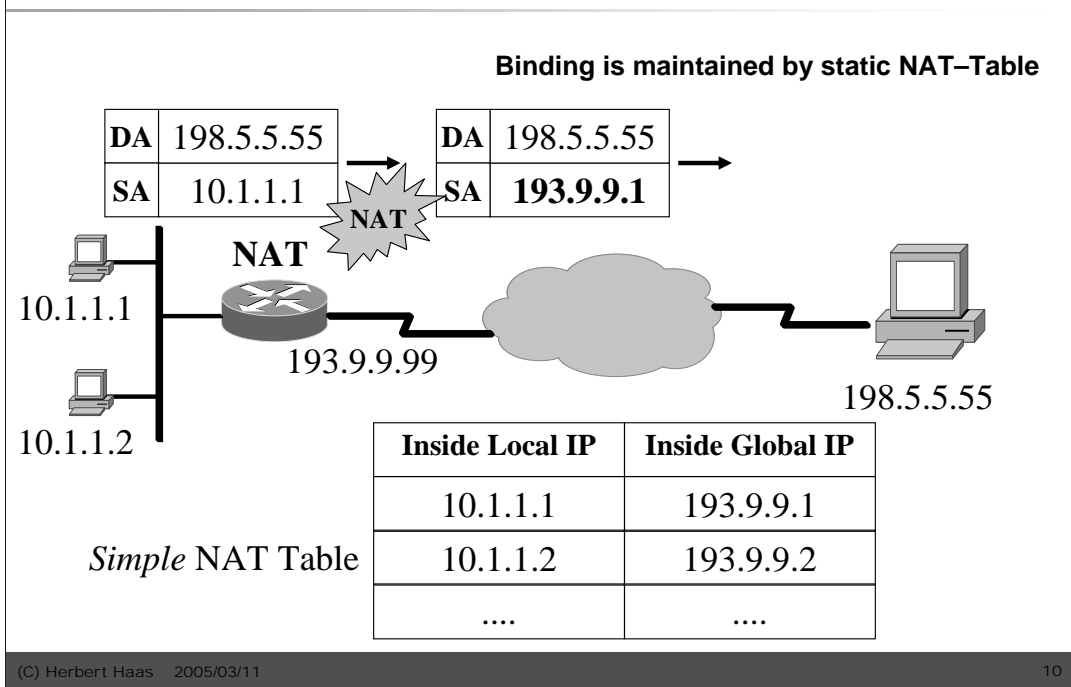 Binding is maintained by static NAT–Table
DA 198.5.5.55
SA 10.1.1.1
NAT
DA 198.5.5.55
SA 193.9.9.1
NAT
10.1.1.1
193.9.9.99
198.5.5.55
10.1.1.2
Inside Local IP Inside Global IP
10.1.1.1 193.9.9.1
Simple NAT Table
10.1.1.2 193.9.9.2
.... ....
(C) Herbert Haas 2005/03/11 10